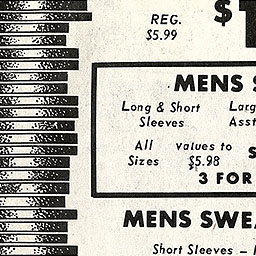 REG. $1
$5.99
MENS S
Long & Short Larg
Sleeves Asst
All values to
Sizes $5.98 $
3 FOR
MENS SWEA
Short Sleeves –